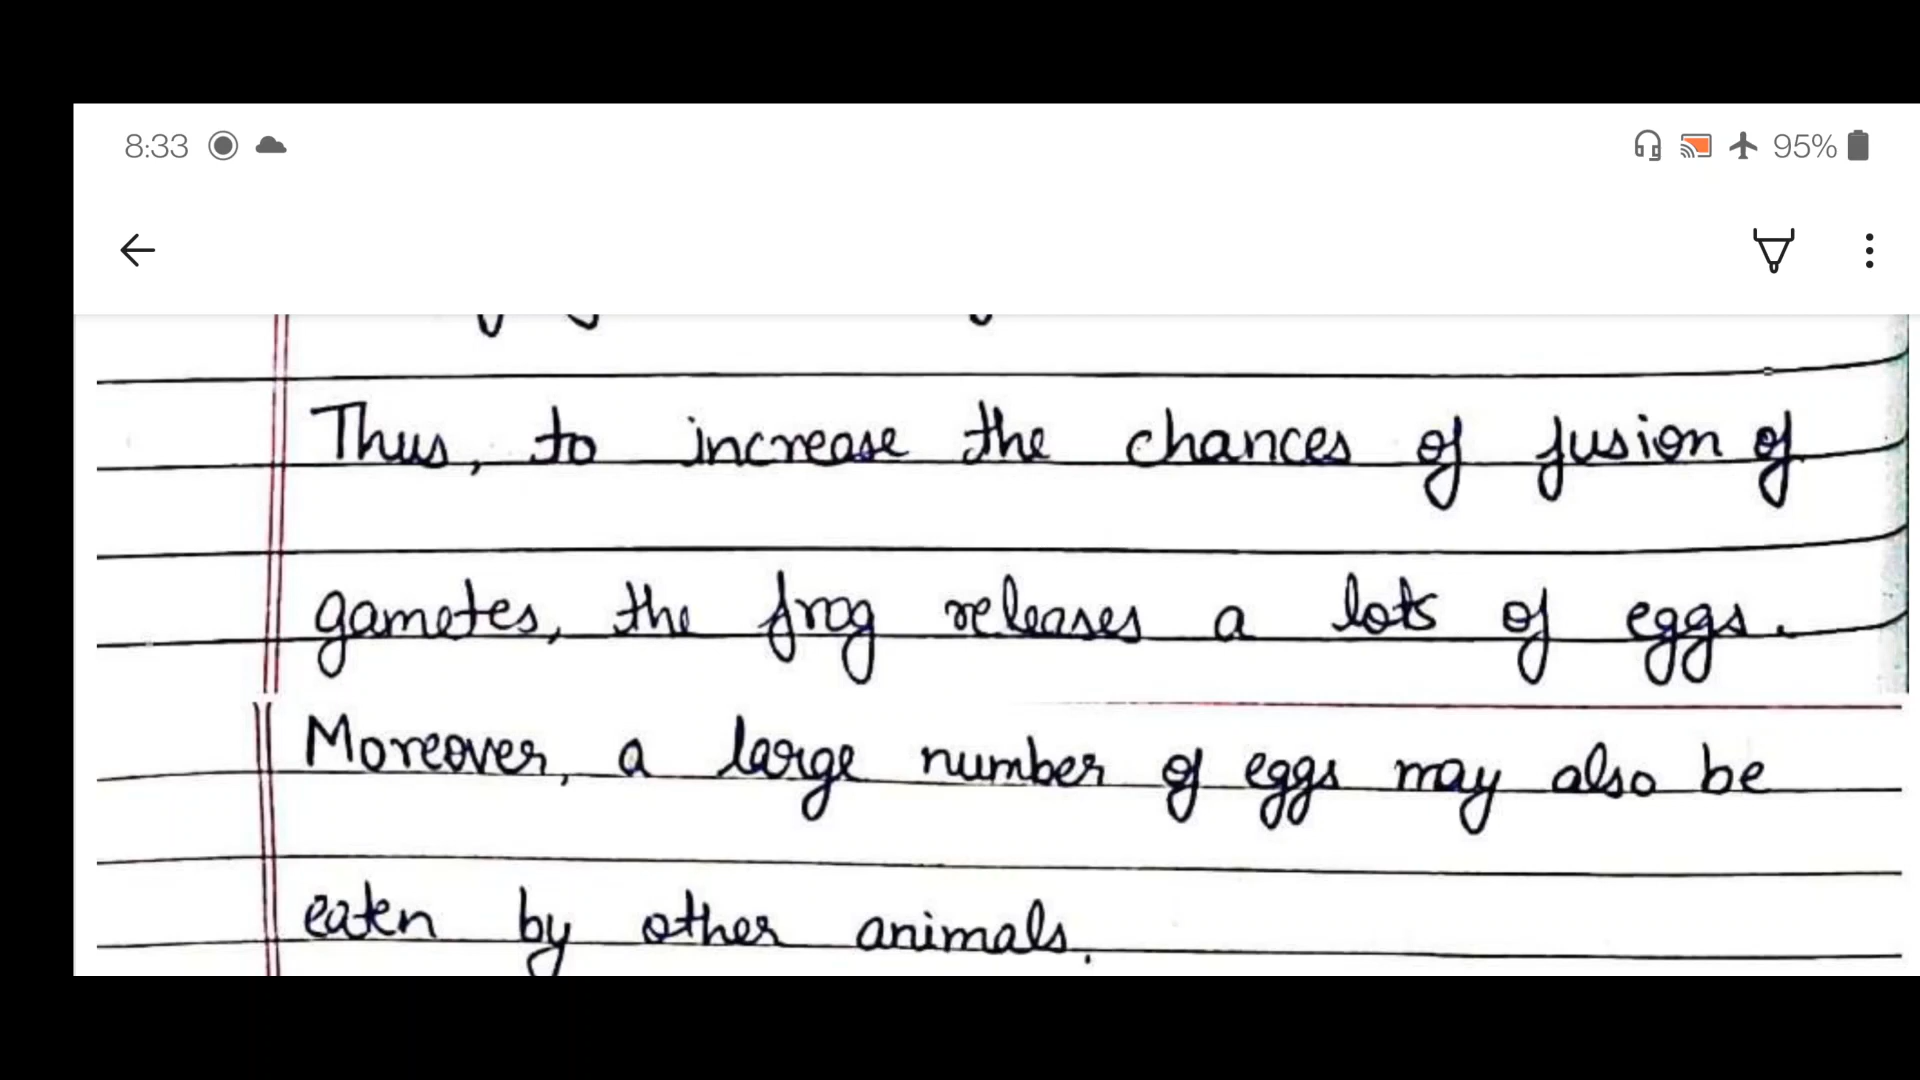 8:33 95%
Thus, to increase the chances of fusion of
gametes, the frog releases a lots of eggs.
Moreover, a large number of eggs may also be
eaten by other animals.